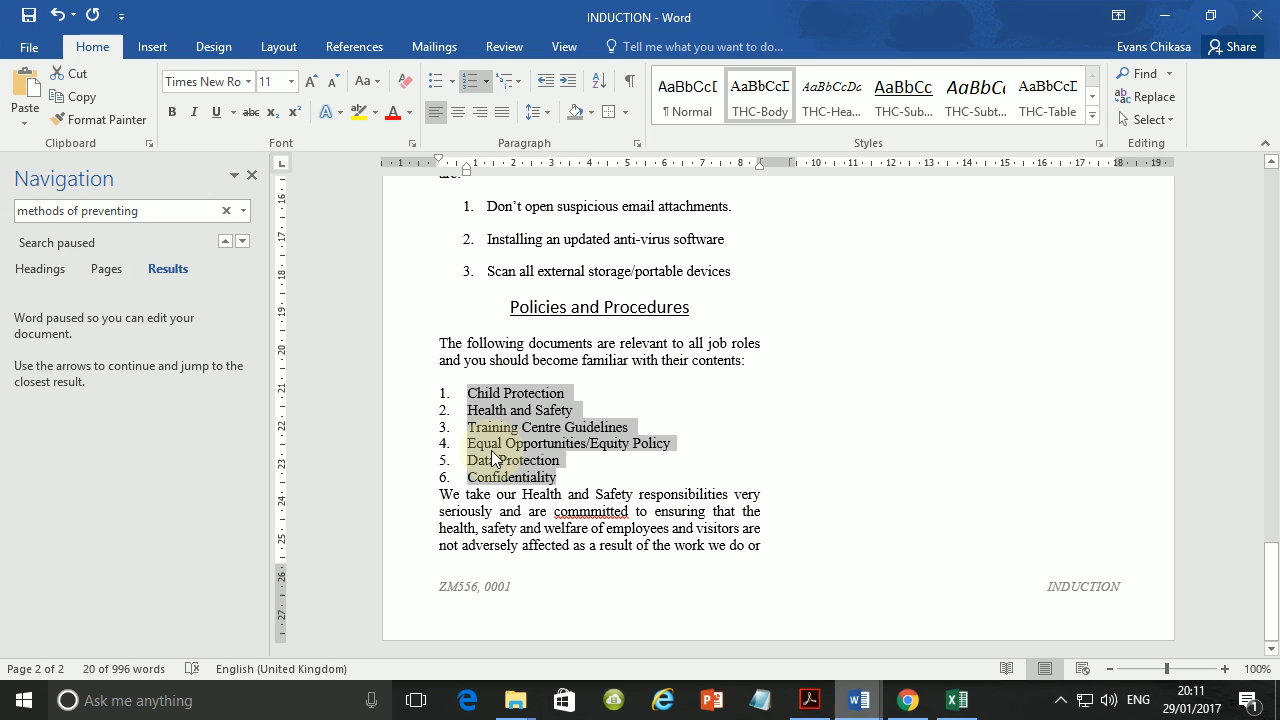 INDUCTION - Word
File Home Insert Design Layout References Mailings Review View Tell me what you want to do... Evans Chikasa Share
Paste
Cut
Copy
Format Painter
Times New Ro 11
AaBbCcI ¶ Normal
AaBbCcI THC-Body
AaBbCcDc THC-Hea...
AaBbCc THC-Sub...
AaBbC THC-Subt...
AaBbCcI THC-Table
Find
Replace
Select
Clipboard Font Paragraph Styles Editing
Navigation
methods of preventing
Search paused
Headings Pages Results
Word paused so you can edit your
document.
Use the arrows to continue and jump to the
closest result.
are:
1. Don't open suspicious email attachments.
2. Installing an updated anti-virus software
3. Scan all external storage/portable devices
Policies and Procedures
The following documents are relevant to all job roles
and you should become familiar with their contents:
1. Child Protection
2. Health and Safety
3. Training Centre Guidelines
4. Equal Opportunities/Equity Policy
5. Data Protection
6. Confidentiality
We take our Health and Safety responsibilities very
seriously and are commmitted to ensuring that the
health, safety and welfare of employees and visitors are
not adversely affected as a result of the work we do or
ZM556, 0001 INDUCTION
Page 2 of 2 20 of 996 words English (United Kingdom) 100%
Ask me anything
ENG
20:11
29/01/2017